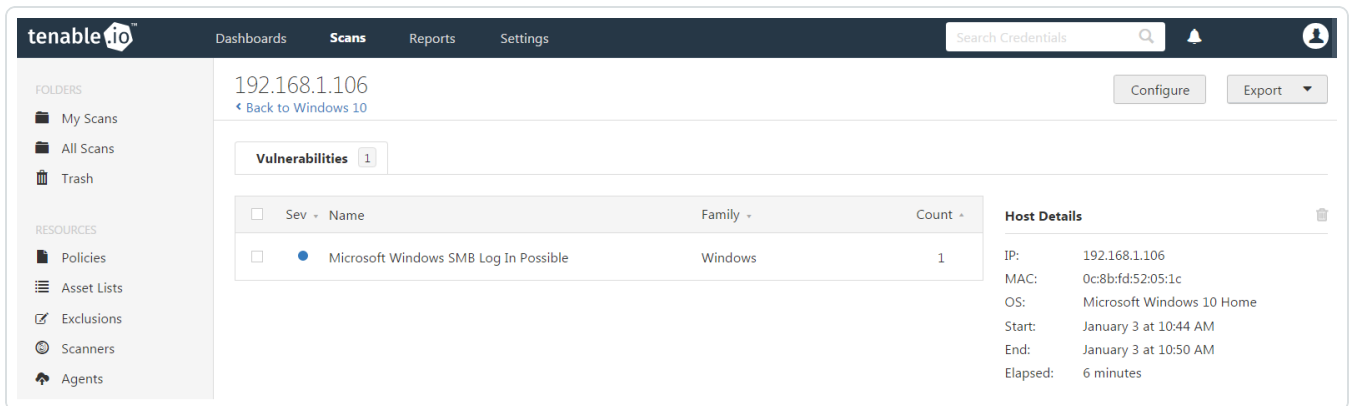 tenable.io™ Dashboards Scans Reports Settings Search Credentials
FOLDERS
My Scans
All Scans
Trash
RESOURCES
Policies
Asset Lists
Exclusions
Scanners
Agents
192.168.1.106
Back to Windows 10
Configure Export
Vulnerabilities 1
Sev Name Family Count
Microsoft Windows SMB Log In Possible Windows 1
Host Details
IP: 192.168.1.106
MAC: 0c:8b:fd:52:05:1c
OS: Microsoft Windows 10 Home
Start: January 3 at 10:44 AM
End: January 3 at 10:50 AM
Elapsed: 6 minutes